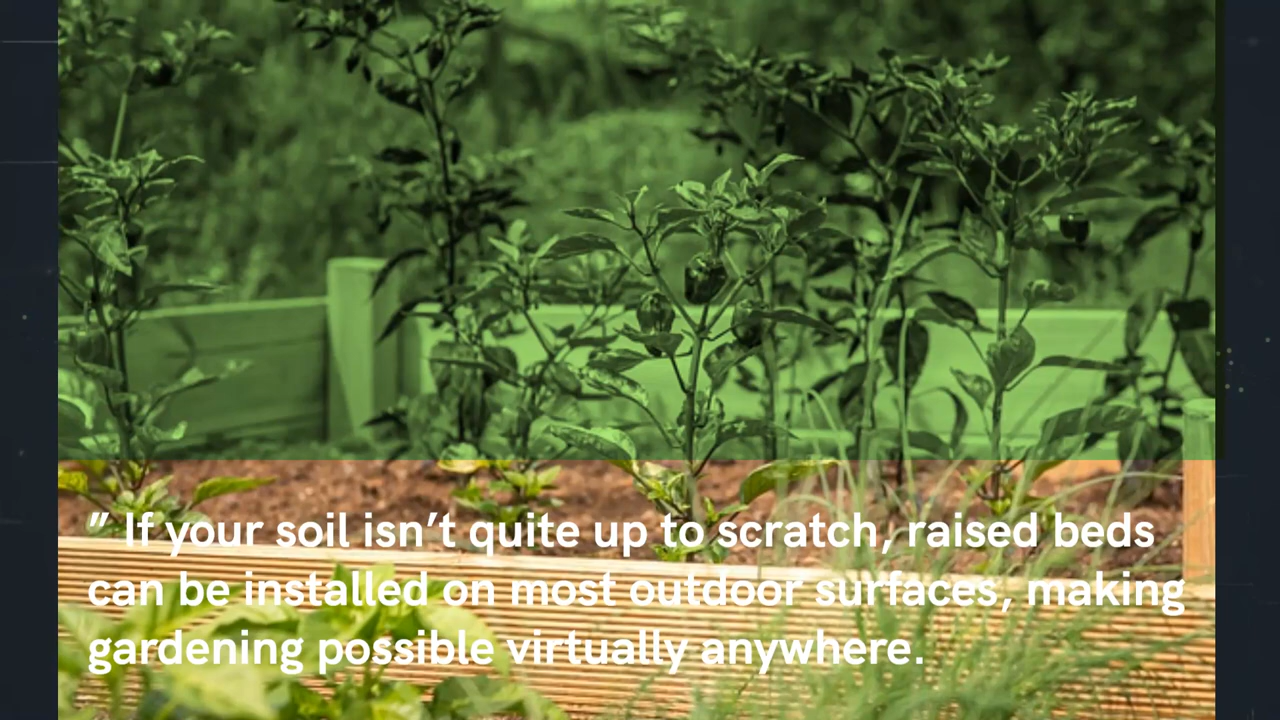 ” If your soil isn’t quite up to scratch, raised beds
can be installed on most outdoor surfaces, making
gardening possible virtually anywhere.